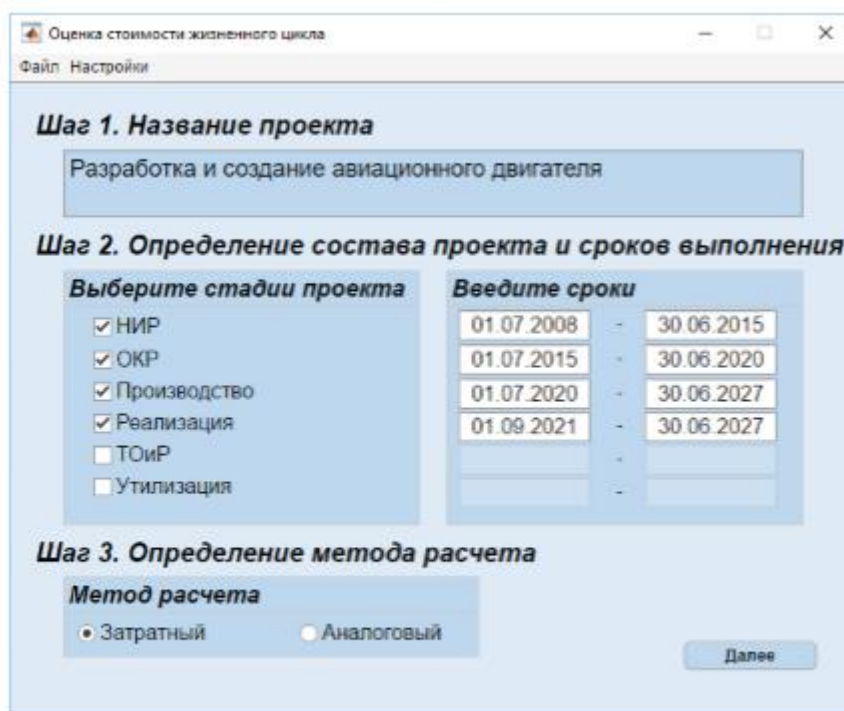 Оценка стоимости жизненного цикла
Файл Настройки
Шаг 1. Название проекта
Разработка и создание авиационного двигателя
Шаг 2. Определение состава проекта и сроков выполнения
Выберите стадии проекта
Введите сроки
НИР
01.07.2008 - 30.06.2015
ОКР
01.07.2015 - 30.06.2020
Производство
01.07.2020 - 30.06.2027
Реализация
01.09.2021 - 30.06.2027
ТОиР
-
Утилизация
-
Шаг 3. Определение метода расчета
Метод расчета
Затратный Аналоговый
Далее